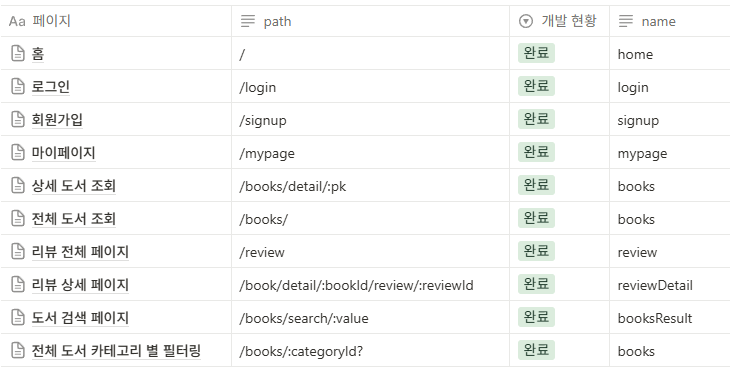 Aa 페이지 path 개발 현황 name
홈 / 완료 home
로그인 /login 완료 login
회원가입 /signup 완료 signup
마이페이지 /mypage 완료 mypage
상세 도서 조회 /books/detail/:pk 완료 books
전체 도서 조회 /books/ 완료 books
리뷰 전체 페이지 /review 완료 review
리뷰 상세 페이지 /book/detail/:bookId/review/:reviewId 완료 reviewDetail
도서 검색 페이지 /books/search/:value 완료 booksResult
전체 도서 카테고리 별 필터링 /books/:categoryId? 완료 books